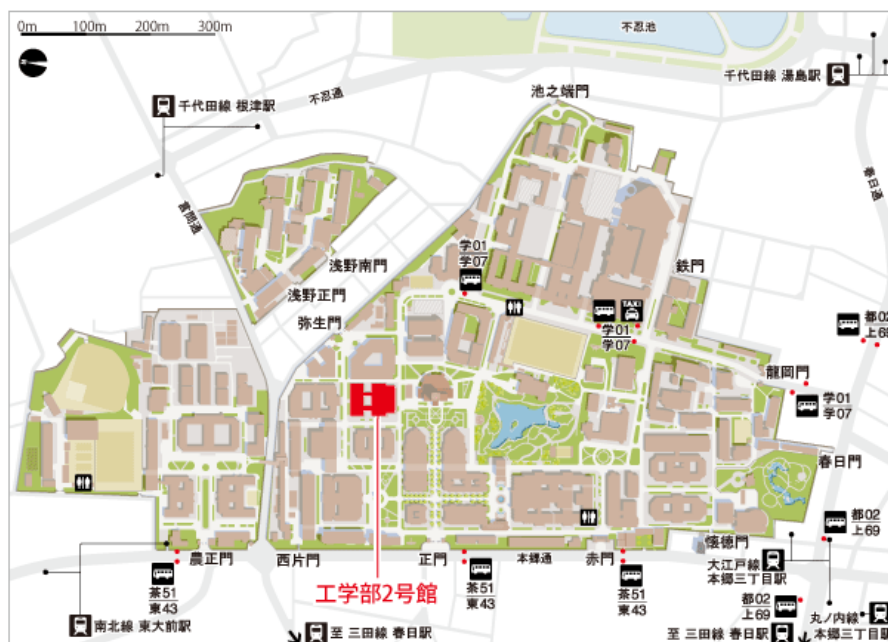 0m 100m 200m 300m
不忍池
千代田線 湯島駅
池之端門
不忍通
千代田線 根津駅
春日通
言問通
学01
学07
浅野南門
鉄門
浅野正門
TAXI
弥生門
学01
学07
都02
上69
龍岡門
学01
学07
春日門
都02
上69
懐徳門
農正門
西片門
正門
本郷通
赤門
大江戸線
本郷三丁目駅
工学部2号館
茶51
東43
茶51
東43
茶51
東43
都02
上69
丸ノ内線
本郷三丁目駅
南北線 東大前駅
至 三田線 春日駅
至 三田線 春日駅